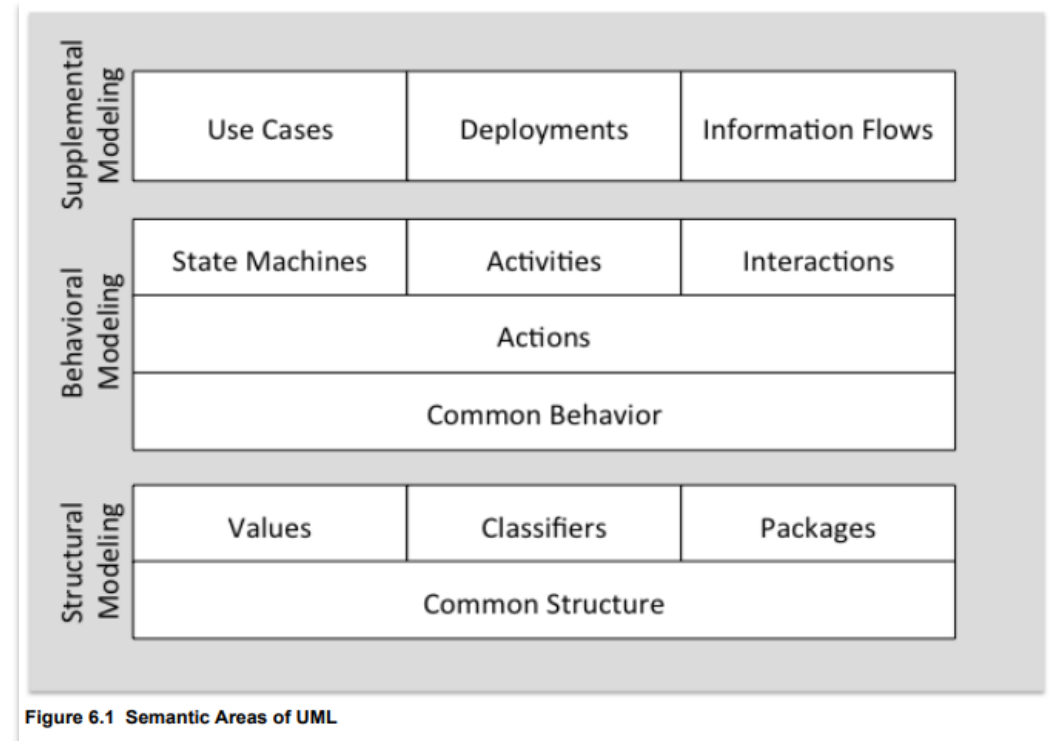 Supplemental
Modeling
Use Cases
Deployments
Information Flows
Behavioral
Modeling
State Machines
Activities
Interactions
Actions
Common Behavior
Structural
Modeling
Values
Classifiers
Packages
Common Structure
Figure 6.1 Semantic Areas of UML